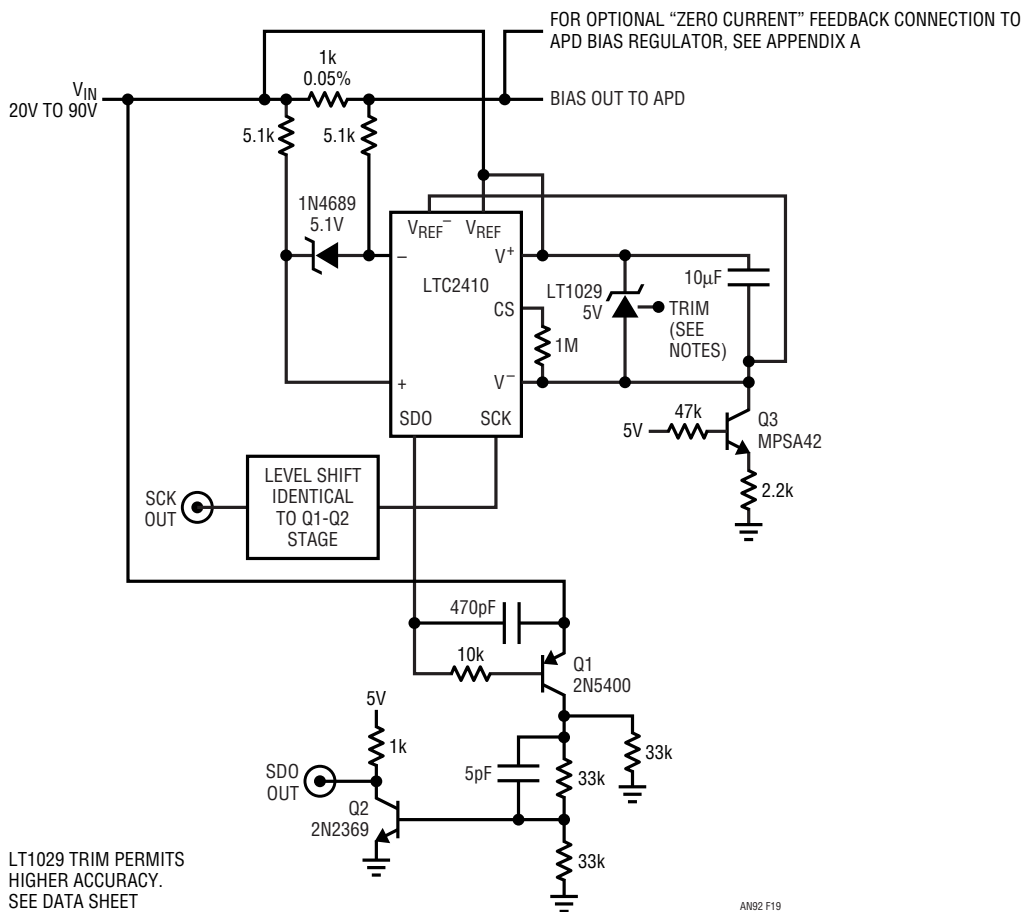 FOR OPTIONAL “ZERO CURRENT” FEEDBACK CONNECTION TO
APD BIAS REGULATOR, SEE APPENDIX A
1k
0.05%
VIN
20V TO 90V
BIAS OUT TO APD
5.1k
5.1k
1N4689
5.1V
VREF–
VREF
–
V+
LTC2410
LT1029
5V
10µF
TRIM
(SEE
NOTES)
CS
1M
+
V–
SDO
SCK
5V
47k
Q3
MPSA42
2.2k
SCK
OUT
LEVEL SHIFT
IDENTICAL
TO Q1-Q2
STAGE
470pF
10k
Q1
2N5400
5V
1k
33k
5pF
33k
SDO
OUT
Q2
2N2369
33k
LT1029 TRIM PERMITS
HIGHER ACCURACY.
SEE DATA SHEET
AN92 F19